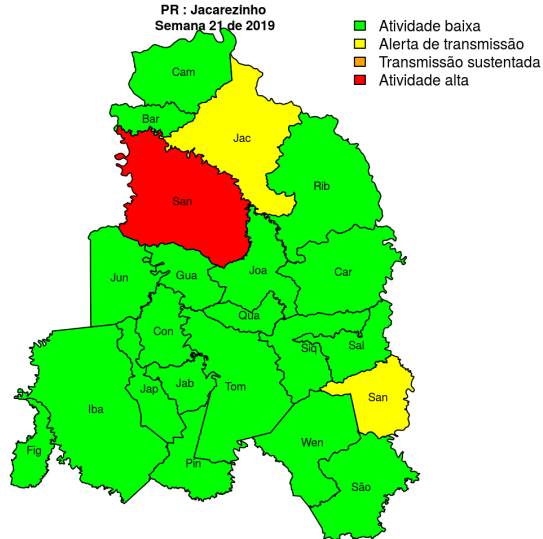 PR : Jacarezinho
Semana 21 de 2019
Atividade baixa
Alerta de transmissão
Transmissão sustentada
Atividade alta
Cam
Bar
Jac
Rib
San
Jun
Gua
Joa
Car
Qua
Con
Siq
Sal
Jap
Jab
Tom
San
Iba
Wen
Fig
Pin
São